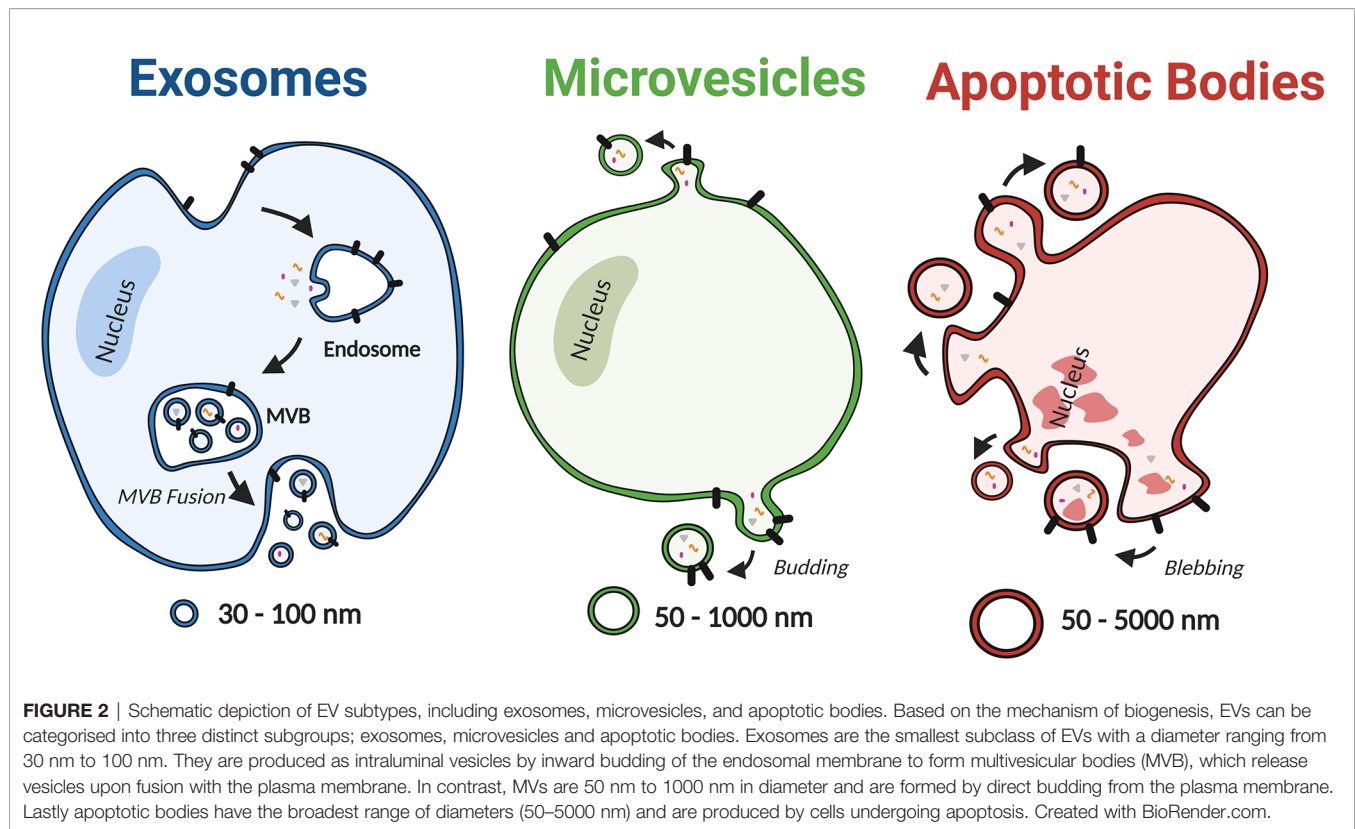 Exosomes
Microvesicles
Apoptotic Bodies
Nucleus
Endosome
MVB
MVB Fusion
30 - 100 nm
Nucleus
Budding
50 - 1000 nm
Nucleus
Blebbing
50 - 5000 nm
FIGURE 2 | Schematic depiction of EV subtypes, including exosomes, microvesicles, and apoptotic bodies. Based on the mechanism of biogenesis, EVs can be
categorised into three distinct subgroups; exosomes, microvesicles and apoptotic bodies. Exosomes are the smallest subclass of EVs with a diameter ranging from
30 nm to 100 nm. They are produced as intraluminal vesicles by inward budding of the endosomal membrane to form multivesicular bodies (MVB), which release
vesicles upon fusion with the plasma membrane. In contrast, MVs are 50 nm to 1000 nm in diameter and are formed by direct budding from the plasma membrane.
Lastly apoptotic bodies have the broadest range of diameters (50–5000 nm) and are produced by cells undergoing apoptosis. Created with BioRender.com.